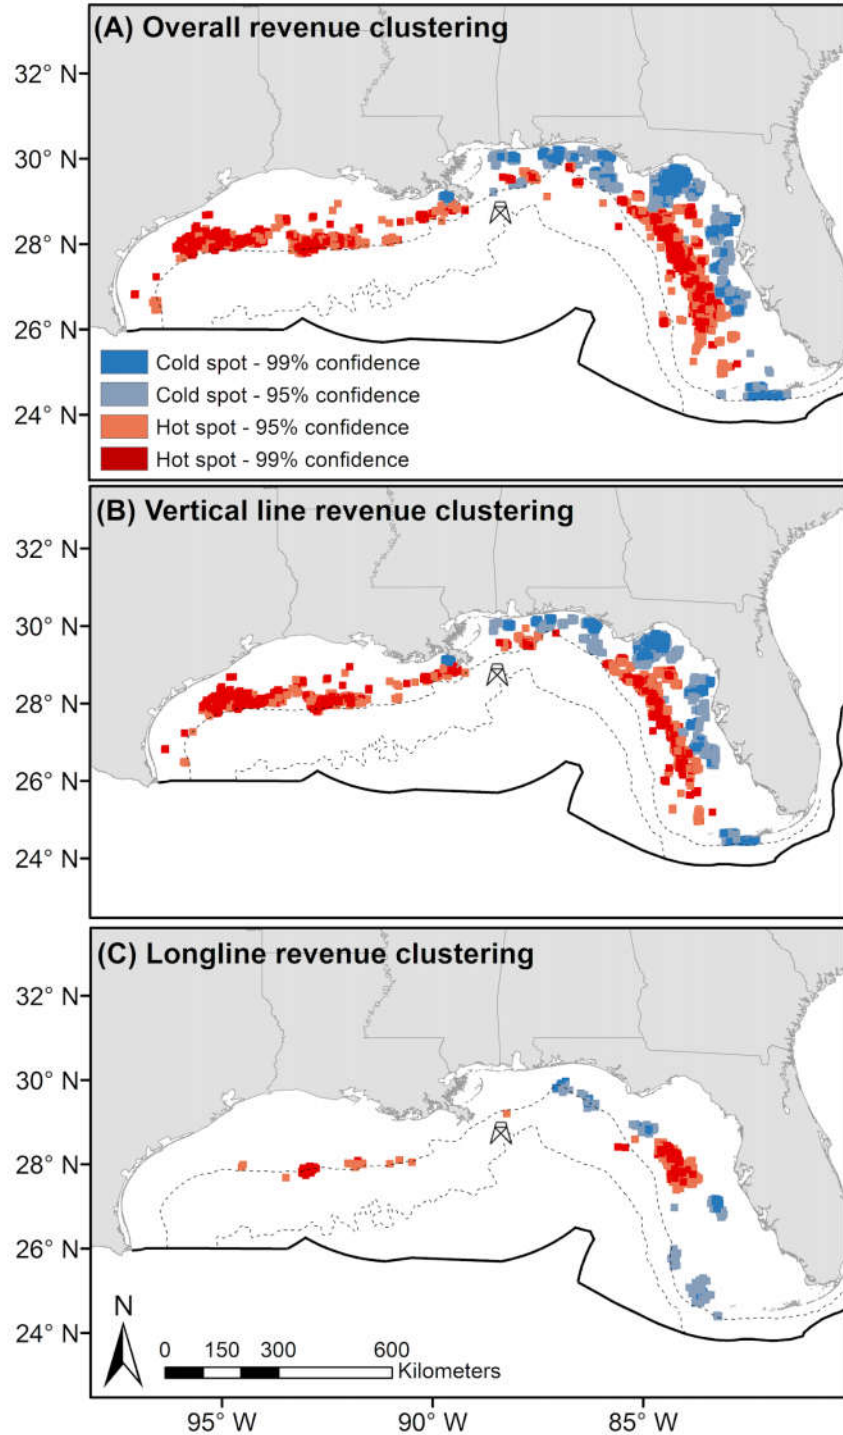 (A) Overall revenue clustering
32° N
30° N
28° N
26° N
24° N
Cold spot - 99% confidence
Cold spot - 95% confidence
Hot spot - 95% confidence
Hot spot - 99% confidence
(B) Vertical line revenue clustering
32° N
30° N
28° N
26° N
24° N
(C) Longline revenue clustering
32° N
30° N
28° N
26° N
24° N
N
0 150 300 600
Kilometers
95° W 90° W 85° W